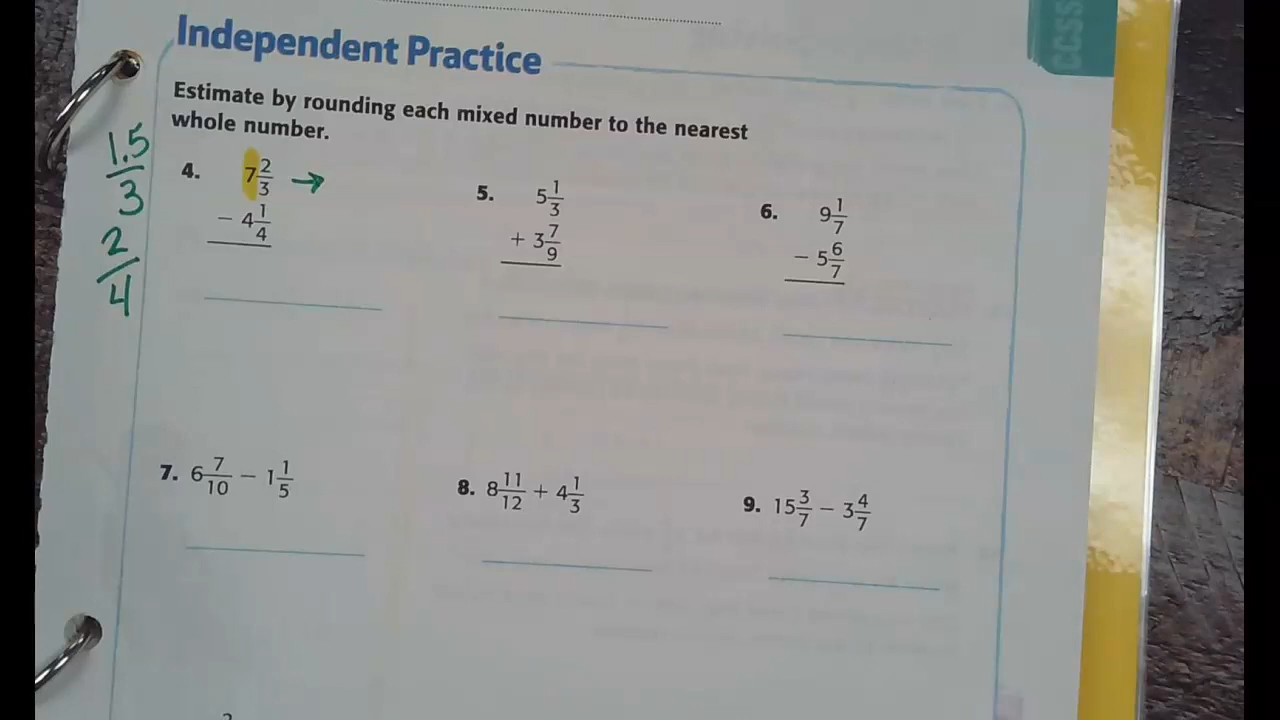 CCSS
Independent Practice
Estimate by rounding each mixed number to the nearest
whole number.
1.5/3
2/4
4. 7 2/3 →
− 4 1/4
5. 5 1/3
+ 3 7/9
6. 9 1/7
− 5 6/7
7. 6 7/10 − 1 1/5
8. 8 11/12 + 4 1/3
9. 15 3/7 − 3 4/7